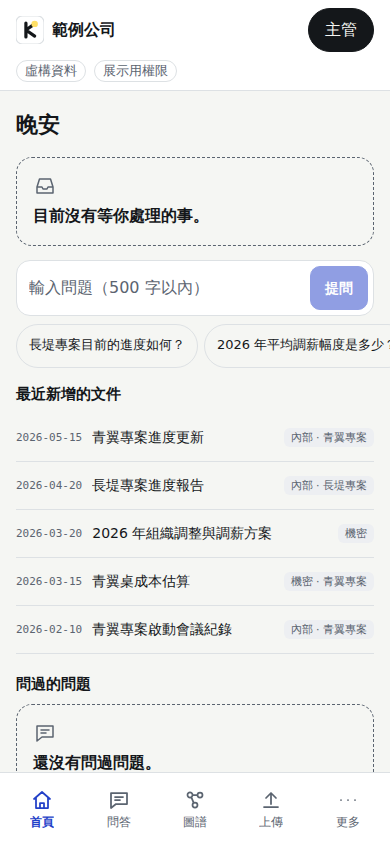 範例公司
主管
虛構資料
展示用權限
晚安
目前沒有等你處理的事。
輸入問題（500 字以內）
提問
長堤專案目前的進度如何？
2026 年平均調薪幅度是多少？
最近新增的文件
2026-05-15 青翼專案進度更新 內部 · 青翼專案
2026-04-20 長堤專案進度報告 內部 · 長堤專案
2026-03-20 2026 年組織調整與調薪方案 機密
2026-03-15 青翼桌成本估算 機密 · 青翼專案
2026-02-10 青翼專案啟動會議紀錄 內部 · 青翼專案
問過的問題
還沒有問過問題。
首頁
問答
圖譜
上傳
更多